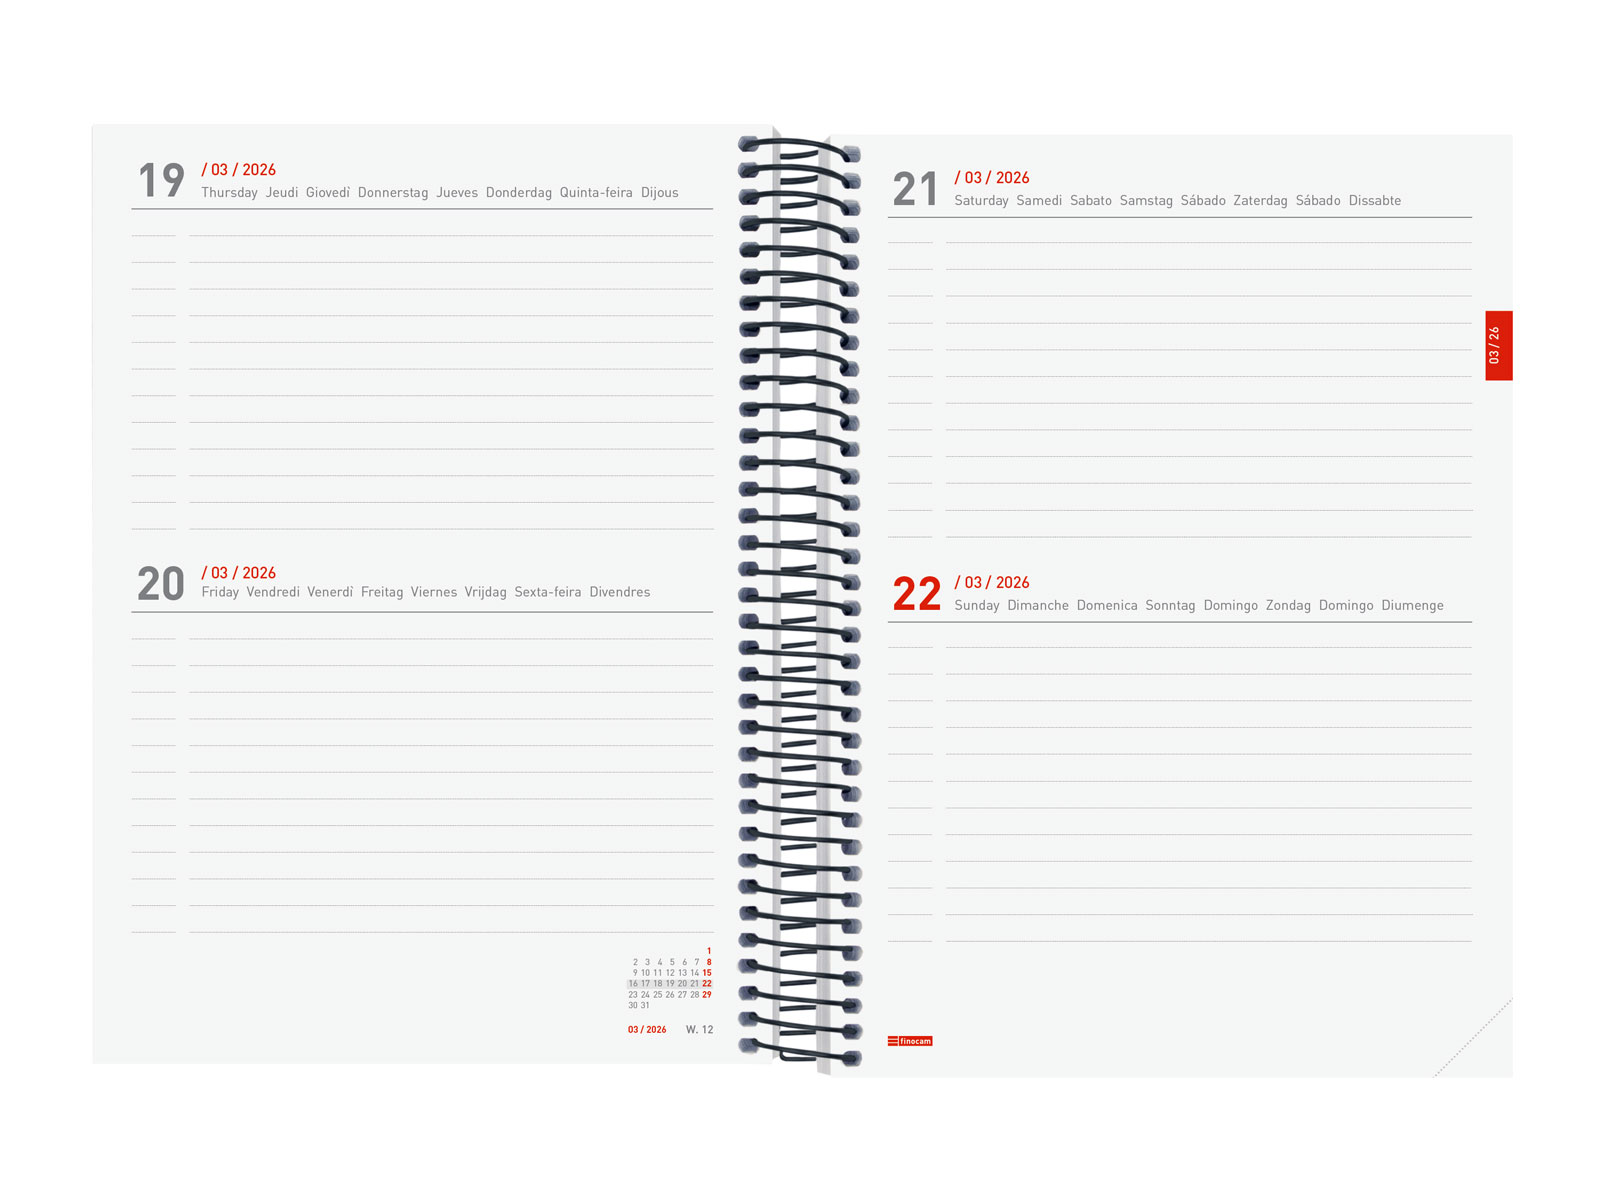 19 / 03 / 2026
Thursday Jeudi Giovedì Donnerstag Jueves Donderdag Quinta-feira Dijous
20 / 03 / 2026
Friday Vendredi Venerdì Freitag Viernes Vrijdag Sexta-feira Divendres
1
2 3 4 5 6 7 8
9 10 11 12 13 14 15
16 17 18 19 20 21 22
23 24 25 26 27 28 29
30 31
03 / 2026 W. 12
21 / 03 / 2026
Saturday Samedi Sabato Samstag Sábado Zaterdag Sábado Dissabte
03 / 26
22 / 03 / 2026
Sunday Dimanche Domenica Sonntag Domingo Zondag Domingo Diumenge
finocam